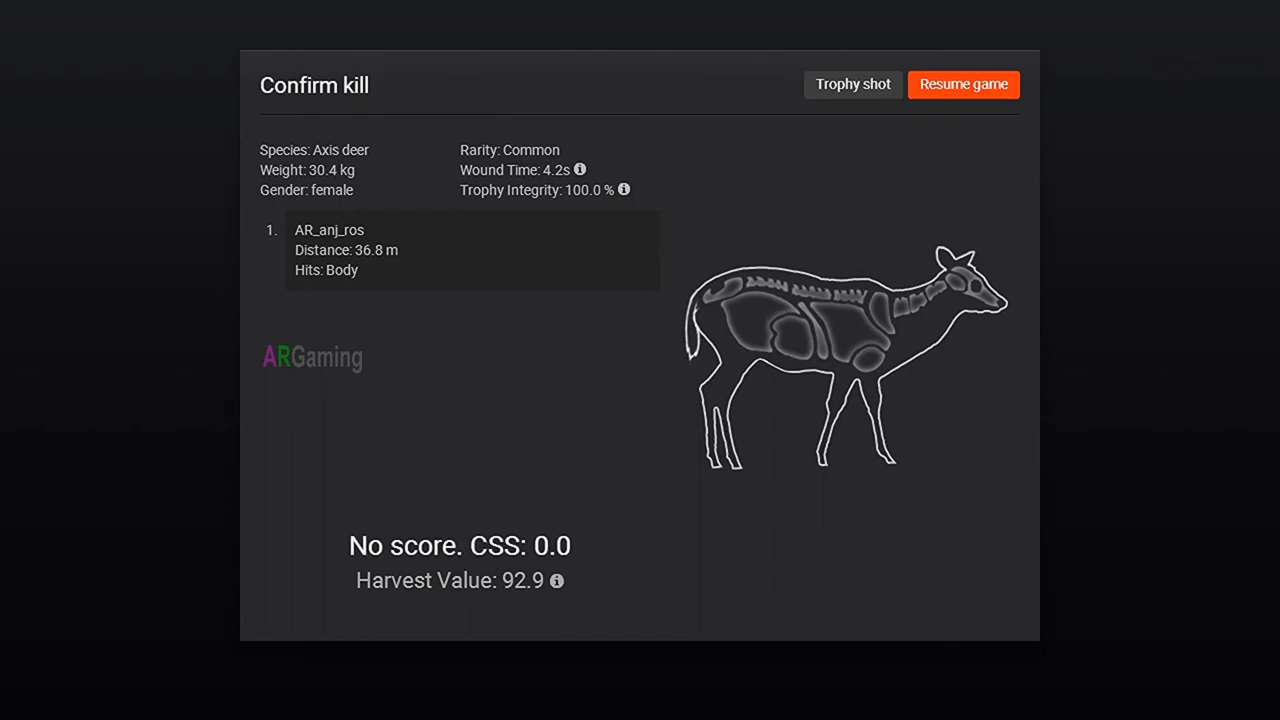 Confirm kill
Trophy shot
Resume game
Species: Axis deer
Weight: 30.4 kg
Gender: female
Rarity: Common
Wound Time: 4.2s
Trophy Integrity: 100.0 %
1.
AR_anj_ros
Distance: 36.8 m
Hits: Body
ARGaming
No score. CSS: 0.0
Harvest Value: 92.9